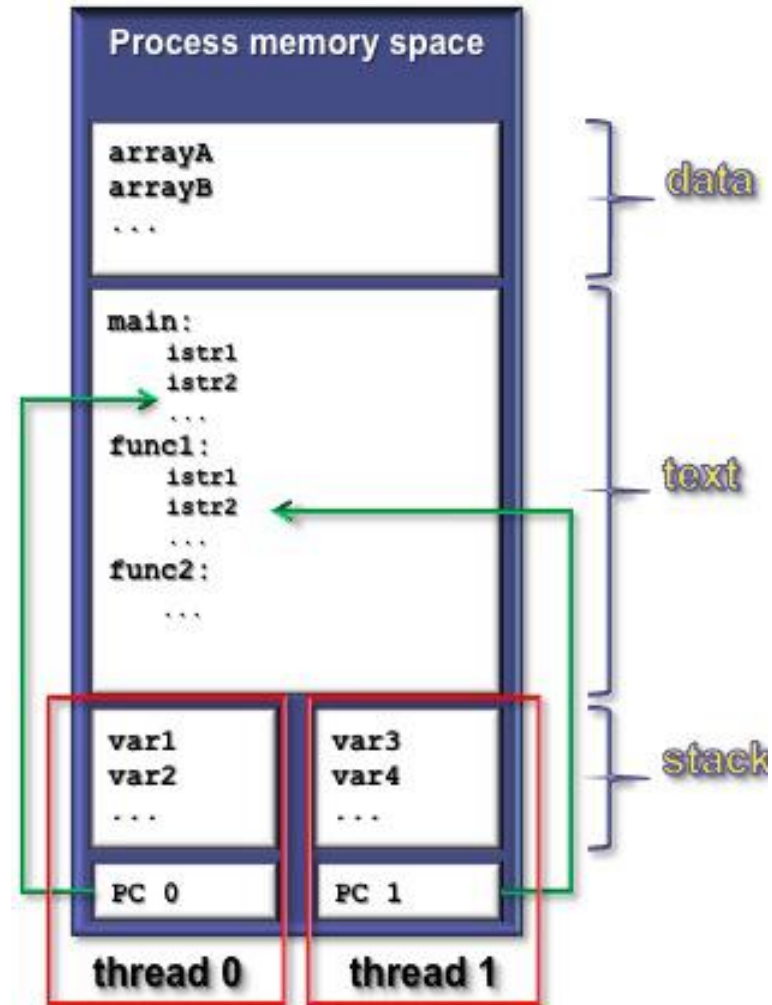 Process memory space
arrayA
arrayB
...
data
main:
istr1
istr2
...
func1:
istr1
istr2
...
func2:
...
text
var1
var2
...
var3
var4
...
stack
PC 0
PC 1
thread 0
thread 1